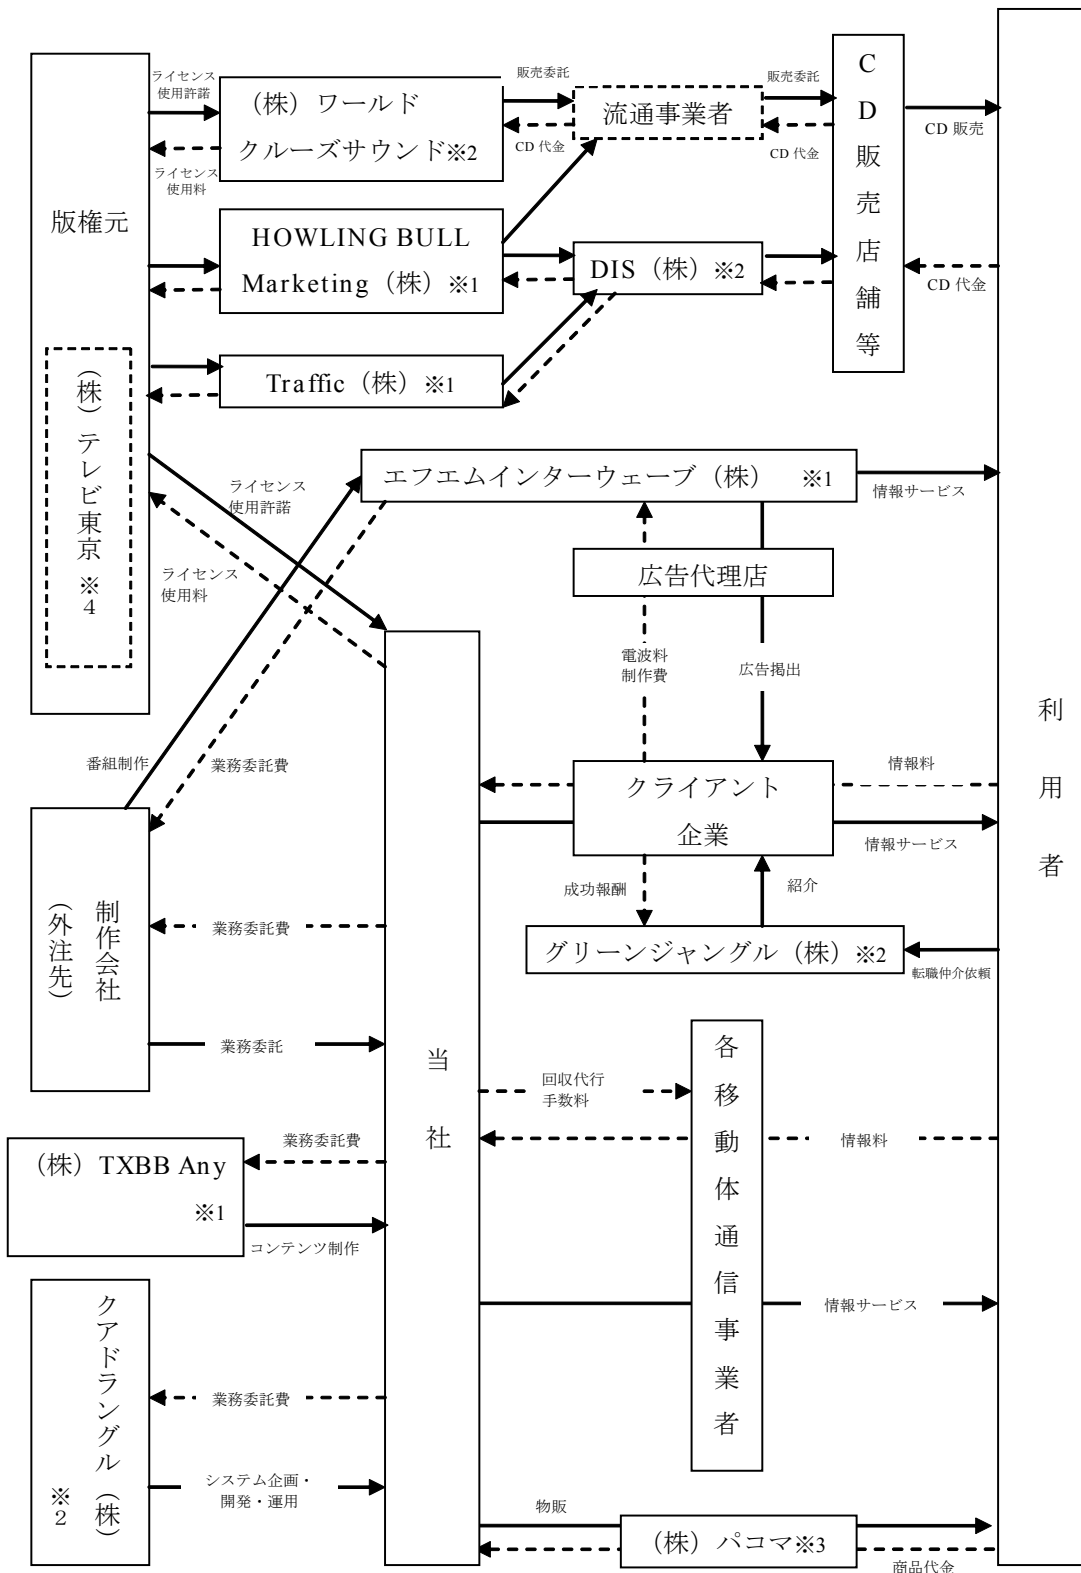 版権元
（株）テレビ東京 ※4
ライセンス
使用許諾
ライセンス
使用料
（株）ワールド
クルーズサウンド※2
販売委託
CD 代金
流通事業者
販売委託
CD 代金
CD販売店舗等
CD 販売
CD 代金
HOWLING BULL
Marketing（株）※1
DIS（株）※2
Traffic（株）※1
エフエムインターウェーブ（株） ※1
情報サービス
ライセンス
使用許諾
ライセンス
使用料
広告代理店
電波料
制作費
広告掲出
利用者
番組制作
業務委託費
クライアント
企業
情報料
情報サービス
成功報酬
紹介
グリーンジャングル（株）※2
転職仲介依頼
制作会社
（外注先）
業務委託費
業務委託
当社
各移動体通信事業者
回収代行
手数料
情報料
情報サービス
（株）TXBB Any
※1
業務委託費
コンテンツ制作
クアドラングル（株）
※2
業務委託費
システム企画・
開発・運用
物販
（株）パコマ※3
商品代金